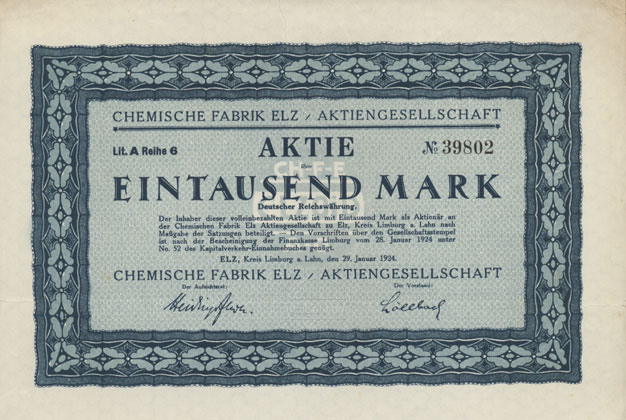 CHEMISCHE FABRIK ELZ / AKTIENGESELLSCHAFT
Lit. A Reihe 6
AKTIE
№ 39802
über
CH·F·E
EINTAUSEND MARK
Deutscher Reichswährung.
Der Inhaber dieser volleinbezahlten Aktie ist mit Eintausend Mark als Aktionär an
der Chemischen Fabrik Elz Aktiengesellschaft zu Elz, Kreis Limburg a. Lahn nach
Maßgabe der Satzungen beteiligt. — Den Vorschriften über den Gesellschaftsstempel
ist nach der Bescheinigung der Finanzkasse Limburg vom 28. Januar 1924 unter
No. 52 des Kapitalverkehr-Einnahmebuches genügt.
ELZ, Kreis Limburg a. Lahn, den 29. Januar 1924.
CHEMISCHE FABRIK ELZ / AKTIENGESELLSCHAFT
Der Aufsichtsrat:
Der Vorstand: